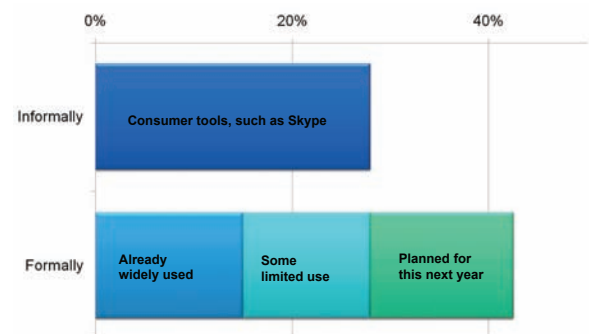 0% 20% 40%
Informally
Consumer tools, such as Skype
Formally
Already
widely used
Some
limited use
Planned for
this next year